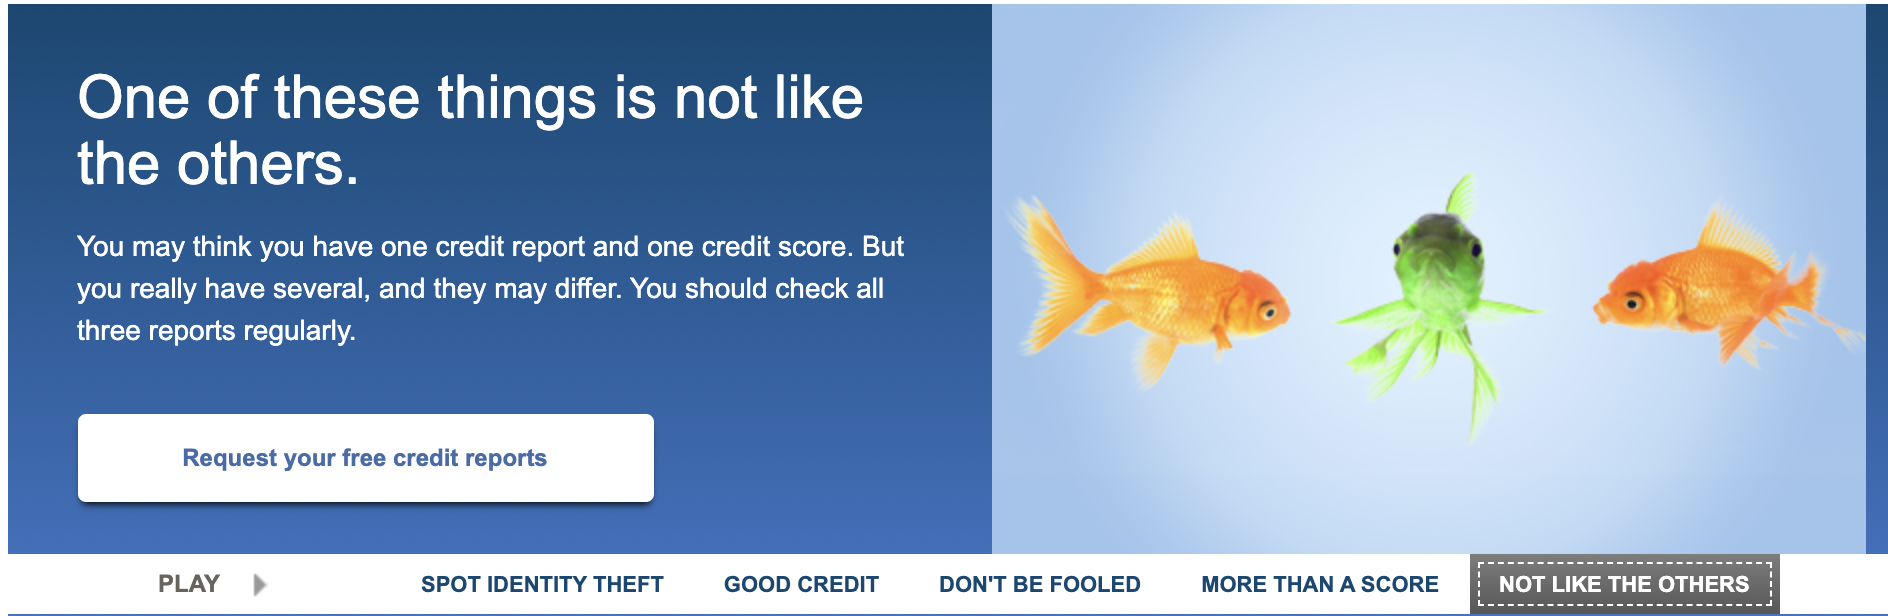 One of these things is not like
the others.
You may think you have one credit report and one credit score. But
you really have several, and they may differ. You should check all
three reports regularly.
Request your free credit reports
PLAY
SPOT IDENTITY THEFT
GOOD CREDIT
DON'T BE FOOLED
MORE THAN A SCORE
NOT LIKE THE OTHERS